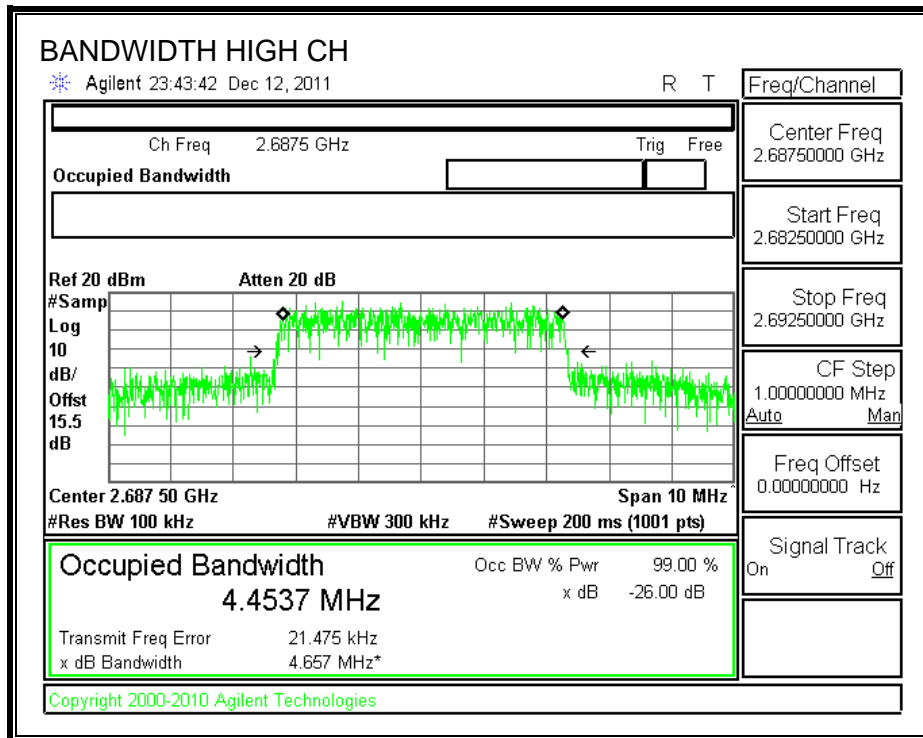 BANDWIDTH HIGH CH
Agilent 23:43:42 Dec 12, 2011 R T
Freq/Channel
Ch Freq 2.6875 GHz Trig Free
Occupied Bandwidth
Center Freq
2.68750000 GHz
Start Freq
2.68250000 GHz
Stop Freq
2.69250000 GHz
CF Step
1.00000000 MHz
Auto Man
Freq Offset
0.00000000 Hz
Signal Track
On Off
Ref 20 dBm Atten 20 dB
#Samp
Log
10
dB/
Offst
15.5
dB
Center 2.687 50 GHz Span 10 MHz^
#Res BW 100 kHz #VBW 300 kHz #Sweep 200 ms (1001 pts)
Occupied Bandwidth Occ BW % Pwr 99.00 %
4.4537 MHz x dB -26.00 dB
Transmit Freq Error 21.475 kHz
x dB Bandwidth 4.657 MHz*
Copyright 2000-2010 Agilent Technologies